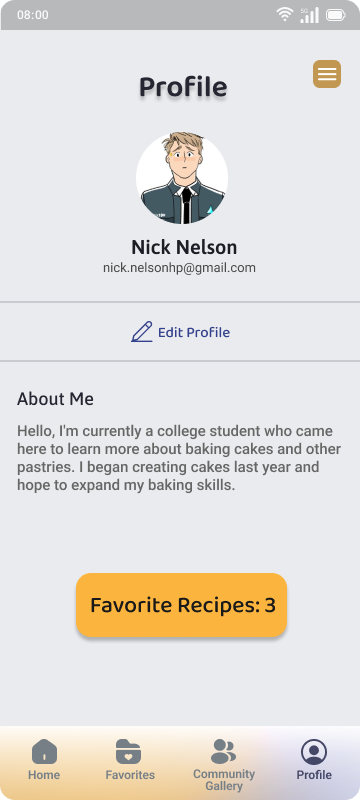 08:00
5G
Profile
Nick Nelson
nick.nelsonhp@gmail.com
Edit Profile
About Me
Hello, I'm currently a college student who came
here to learn more about baking cakes and other
pastries. I began creating cakes last year and
hope to expand my baking skills.
Favorite Recipes: 3
Home
Favorites
Community
Gallery
Profile